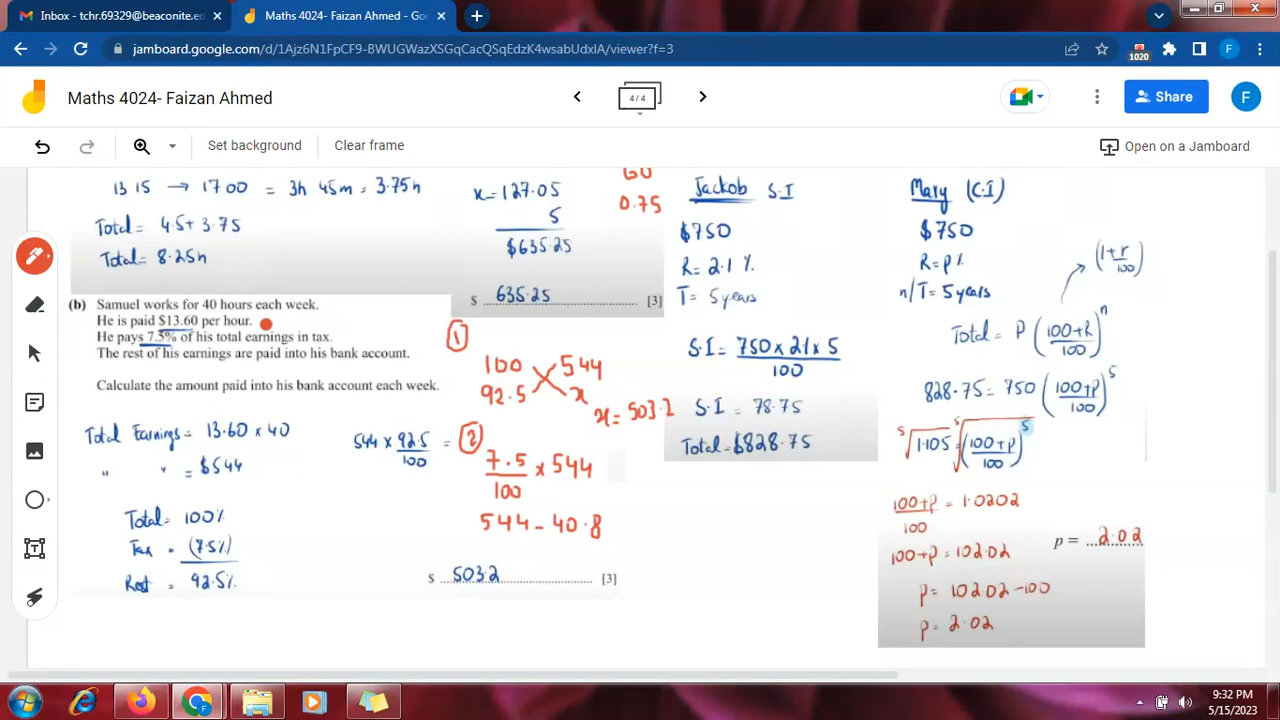 Inbox - tchr.69329@beaconite.ed
Maths 4024- Faizan Ahmed - Goo
jamboard.google.com/d/1Ajz6N1FpCF9-BWUGWazXSGqCacQSqEdzK4wsabUdxlA/viewer?f=3
1020
F
Maths 4024- Faizan Ahmed
4 / 4
Share
F
Set background
Clear frame
Open on a Jamboard
13 15 → 17 00 = 3h 45m = 3.75h
Total = 4.5 + 3.75
Total = 8.25h
x = 127.05
5
$635.25
$ 635.25 [3]
60
0.75
(b) Samuel works for 40 hours each week.
He is paid $13.60 per hour.
He pays 7.5% of his total earnings in tax.
The rest of his earnings are paid into his bank account.
Calculate the amount paid into his bank account each week.
Total Earnings = 13.60 × 40
" " = $544
Total = 100%
Tax = (7.5%)
Rest = 92.5%
544 × 92.5/100 =
①
100 544
92.5 x
x = 503.2
②
7.5/100 × 544
544 - 40.8
$ 503.2 [3]
Jackob S.I
$750
R = 2.1 %
T = 5 years
S.I = 750 × 2.1 × 5
100
S.I = 78.75
Total = $828.75
Mary (C.I)
$750
R = p%
n/T = 5 years
(1+r/100)
Total = P (100+R/100)^n
828.75 = 750 (100+p/100)^5
⁵√1.105 = ⁵√(100+p/100)^5
100+p = 1.0202
100
100+p = 102.02
p = 102.02 - 100
p = 2.02
p = 2.02
9:32 PM
5/15/2023